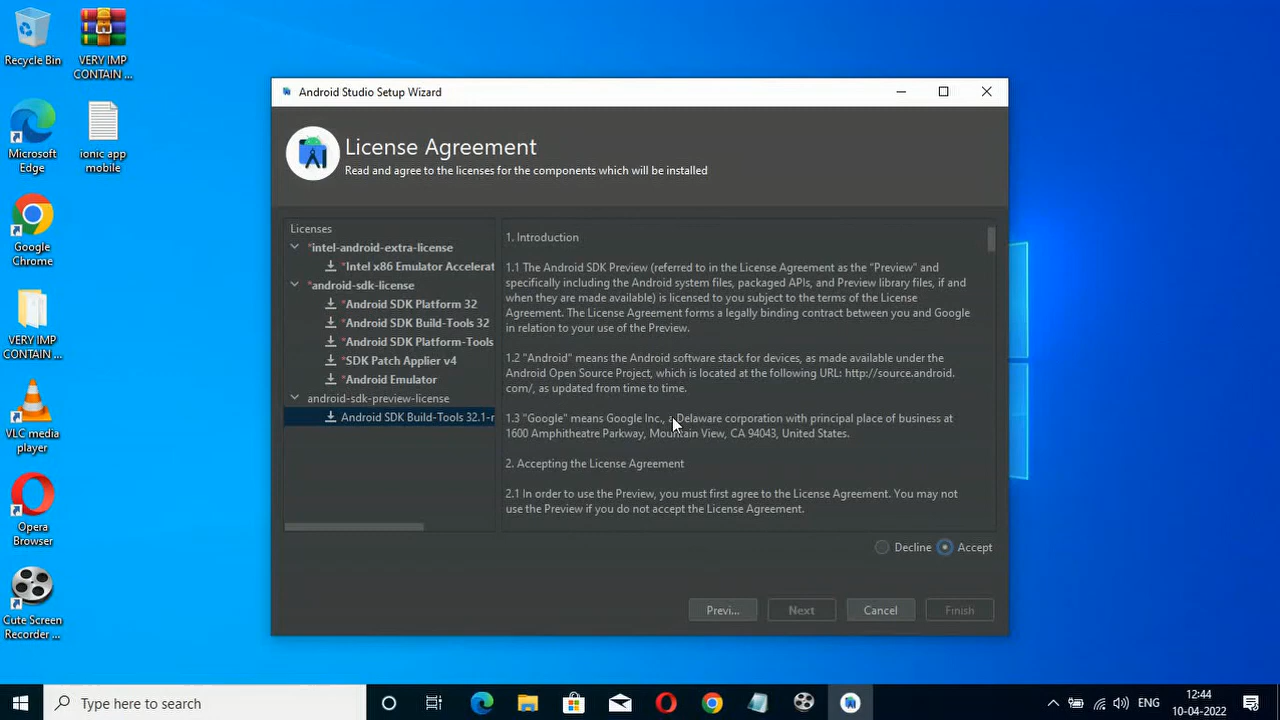 Recycle Bin
VERY IMP
CONTAIN ...
Microsoft
Edge
ionic app
mobile
Google
Chrome
VERY IMP
CONTAIN ...
VLC media
player
Opera
Browser
Cute Screen
Recorder ...
Android Studio Setup Wizard
License Agreement
Read and agree to the licenses for the components which will be installed
Licenses
*intel-android-extra-license
*Intel x86 Emulator Accelerat
*android-sdk-license
*Android SDK Platform 32
*Android SDK Build-Tools 32
*Android SDK Platform-Tools
*SDK Patch Applier v4
*Android Emulator
android-sdk-preview-license
Android SDK Build-Tools 32.1-r
1. Introduction
1.1 The Android SDK Preview (referred to in the License Agreement as the “Preview” and
specifically including the Android system files, packaged APIs, and Preview library files, if and
when they are made available) is licensed to you subject to the terms of the License
Agreement. The License Agreement forms a legally binding contract between you and Google
in relation to your use of the Preview.
1.2 "Android" means the Android software stack for devices, as made available under the
Android Open Source Project, which is located at the following URL: http://source.android.
com/, as updated from time to time.
1.3 "Google" means Google Inc., a Delaware corporation with principal place of business at
1600 Amphitheatre Parkway, Mountain View, CA 94043, United States.
2. Accepting the License Agreement
2.1 In order to use the Preview, you must first agree to the License Agreement. You may not
use the Preview if you do not accept the License Agreement.
Decline Accept
Previ... Next Cancel Finish
Type here to search
ENG
12:44
10-04-2022